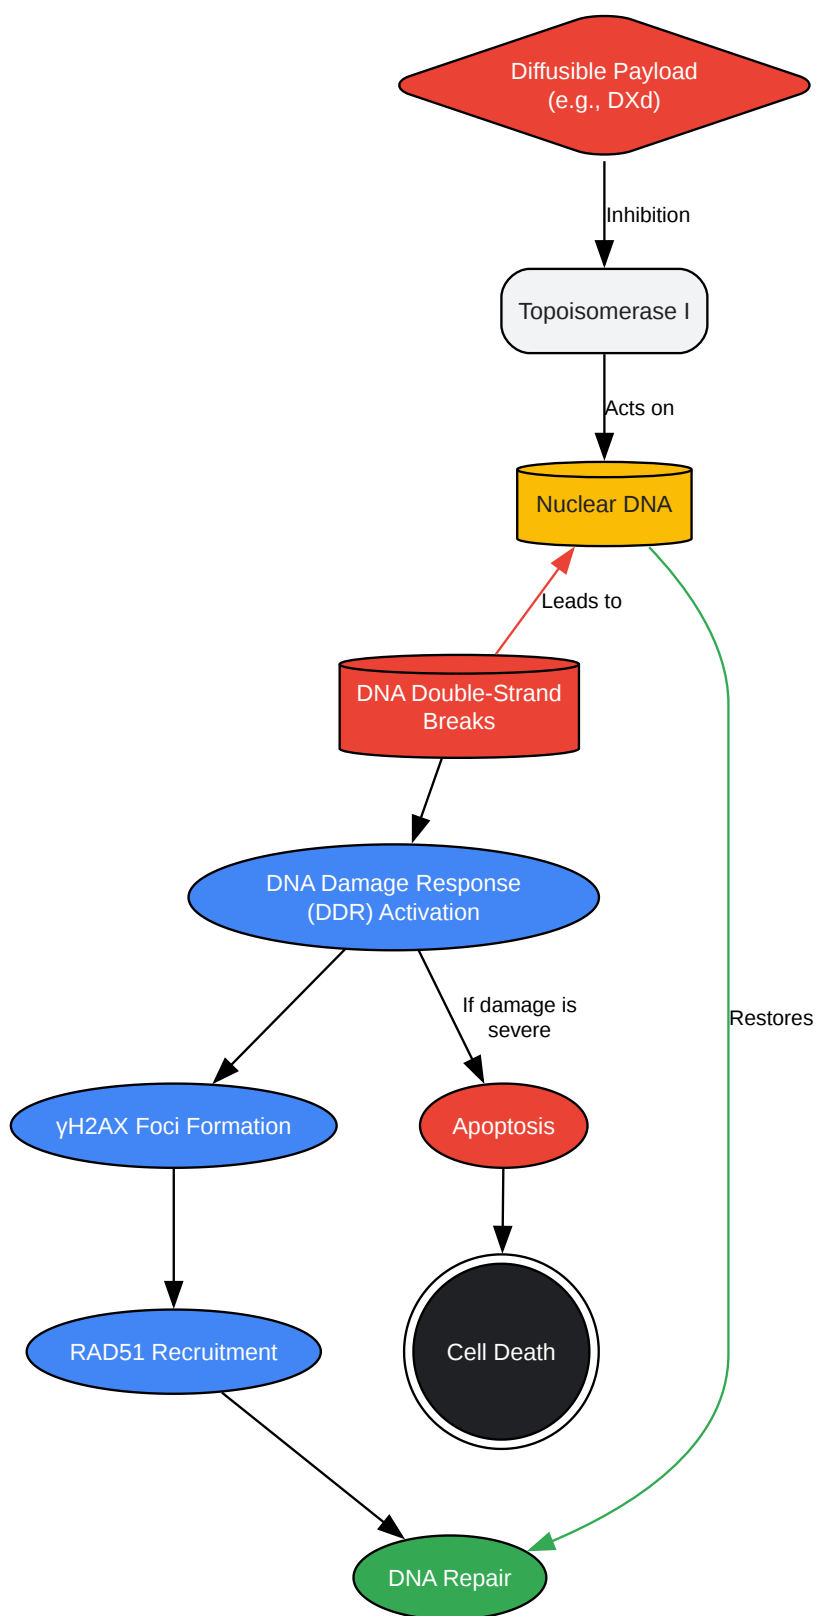 Diffusible Payload
(e.g., DXd)
Inhibition
Topoisomerase I
Acts on
Nuclear DNA
Leads to
DNA Double-Strand
Breaks
DNA Damage Response
(DDR) Activation
If damage is
severe
Restores
γH2AX Foci Formation
Apoptosis
RAD51 Recruitment
Cell Death
DNA Repair